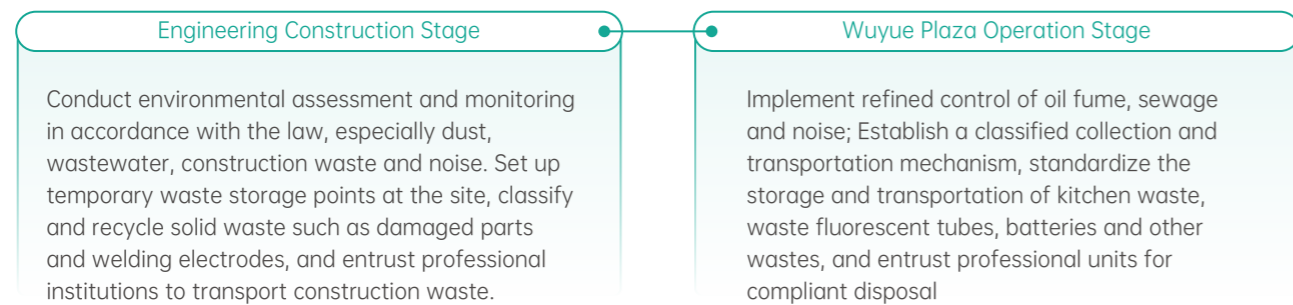 Engineering Construction Stage
Conduct environmental assessment and monitoring
in accordance with the law, especially dust,
wastewater, construction waste and noise. Set up
temporary waste storage points at the site, classify
and recycle solid waste such as damaged parts
and welding electrodes, and entrust professional
institutions to transport construction waste.
Wuyue Plaza Operation Stage
Implement refined control of oil fume, sewage
and noise; Establish a classified collection and
transportation mechanism, standardize the
storage and transportation of kitchen waste,
waste fluorescent tubes, batteries and other
wastes, and entrust professional units for
compliant disposal